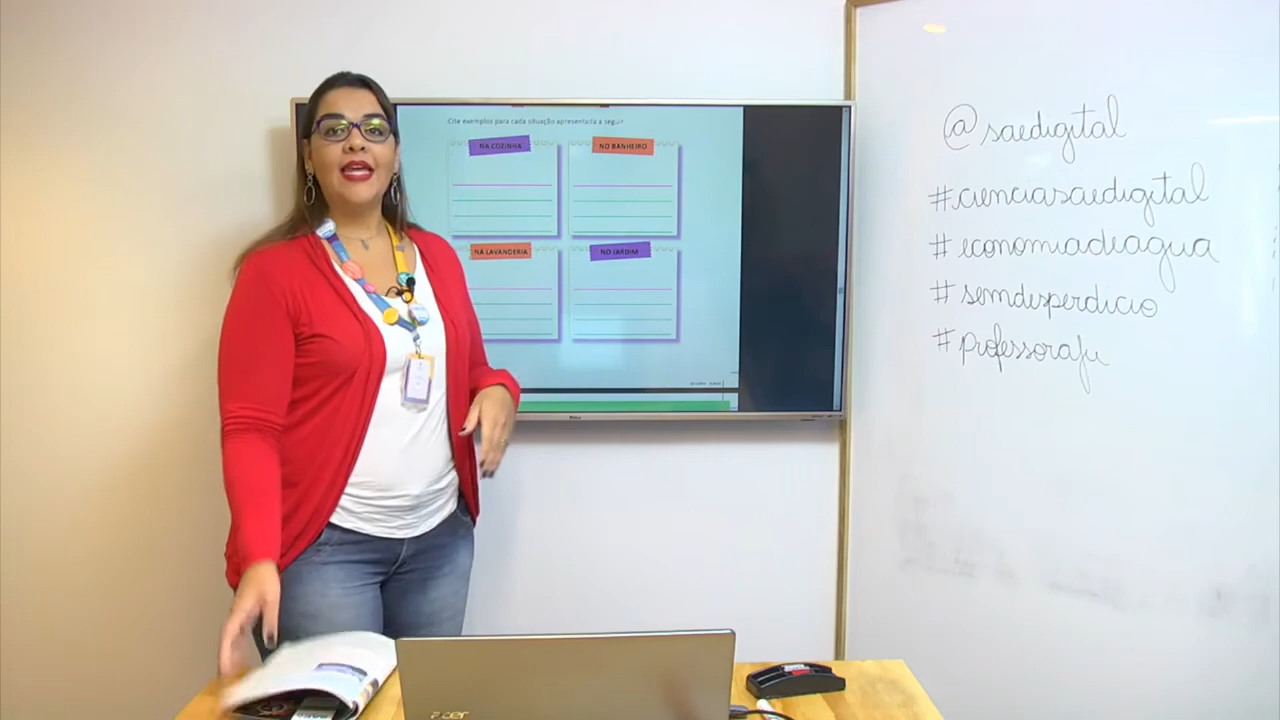 Cite exemplos para cada situação apresentada a seguir.
NA COZINHA
NO BANHEIRO
NA LAVANDERIA
NO JARDIM
@saedigital
#cienciasaedigital
#economiadeagua
#semdesperdicio
#professoraju
acer